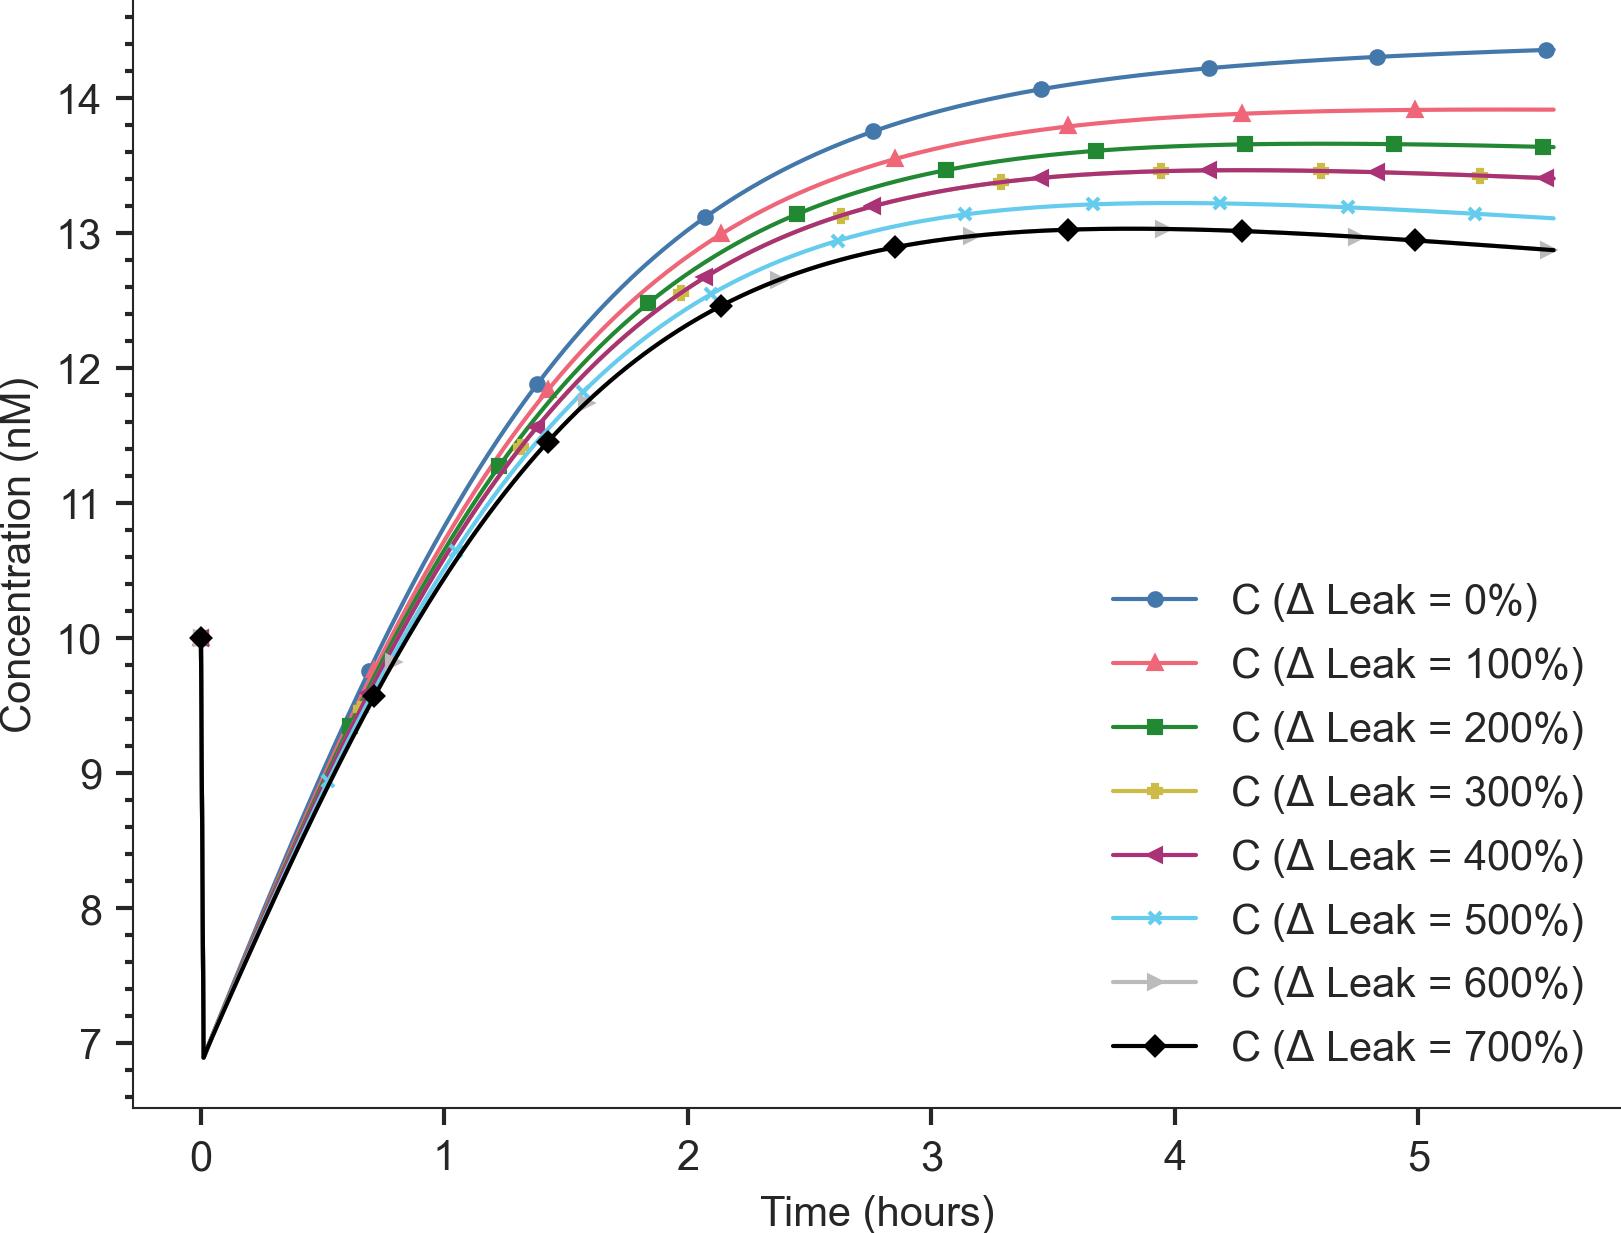 Concentration (nM)
14
13
12
11
10
9
8
7
C (Δ Leak = 0%)
C (Δ Leak = 100%)
C (Δ Leak = 200%)
C (Δ Leak = 300%)
C (Δ Leak = 400%)
C (Δ Leak = 500%)
C (Δ Leak = 600%)
C (Δ Leak = 700%)
0 1 2 3 4 5
Time (hours)